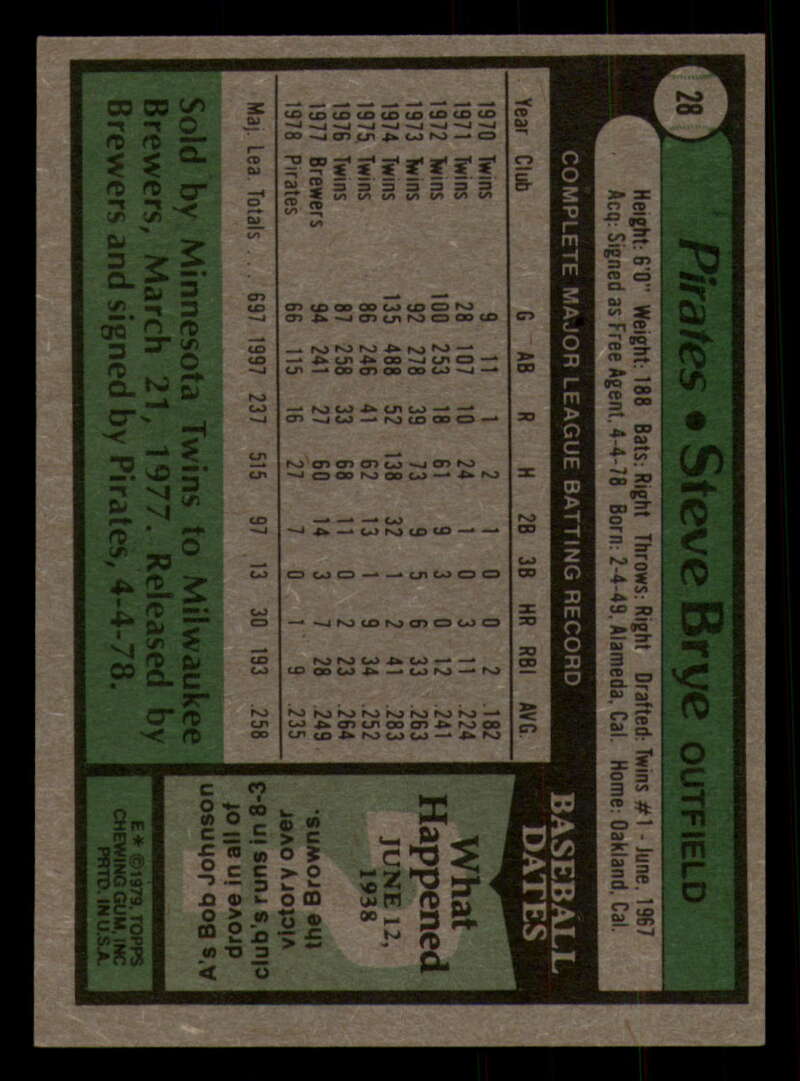 28
Pirates • Steve Brye OUTFIELD
Height: 6'0" Weight: 188 Bats: Right Throws: Right Drafted: Twins #1 - June, 1967
Acq: Signed as Free Agent, 4-4-78 Born: 2-4-49, Alameda, Cal. Home: Oakland, Cal.
COMPLETE MAJOR LEAGUE BATTING RECORD
Year Club G AB R H 2B 3B HR RBI AVG.
1970 Twins 9 11 1 2 1 0 0 2 .182
1971 Twins 28 107 10 24 1 0 3 11 .224
1972 Twins 100 253 18 61 9 3 0 12 .241
1973 Twins 92 278 39 73 9 5 6 33 .263
1974 Twins 135 488 52 138 32 1 2 41 .283
1975 Twins 86 246 41 62 13 1 9 34 .252
1976 Twins 87 258 33 68 11 0 2 23 .264
1977 Brewers 94 241 27 60 14 3 7 28 .249
1978 Pirates 66 115 16 27 7 0 1 9 .235
Maj. Lea. Totals . . . 697 1997 237 515 97 13 30 193 .258
Sold by Minnesota Twins to Milwaukee
Brewers, March 21, 1977. Released by
Brewers and signed by Pirates, 4-4-78.
BASEBALL
DATES
What
Happened
JUNE 12,
1938
A's Bob Johnson
drove in all of
club's runs in 8-3
victory over
the Browns.
E * © 1979, TOPPS
CHEWING GUM, INC
PRTD. IN U.S.A.